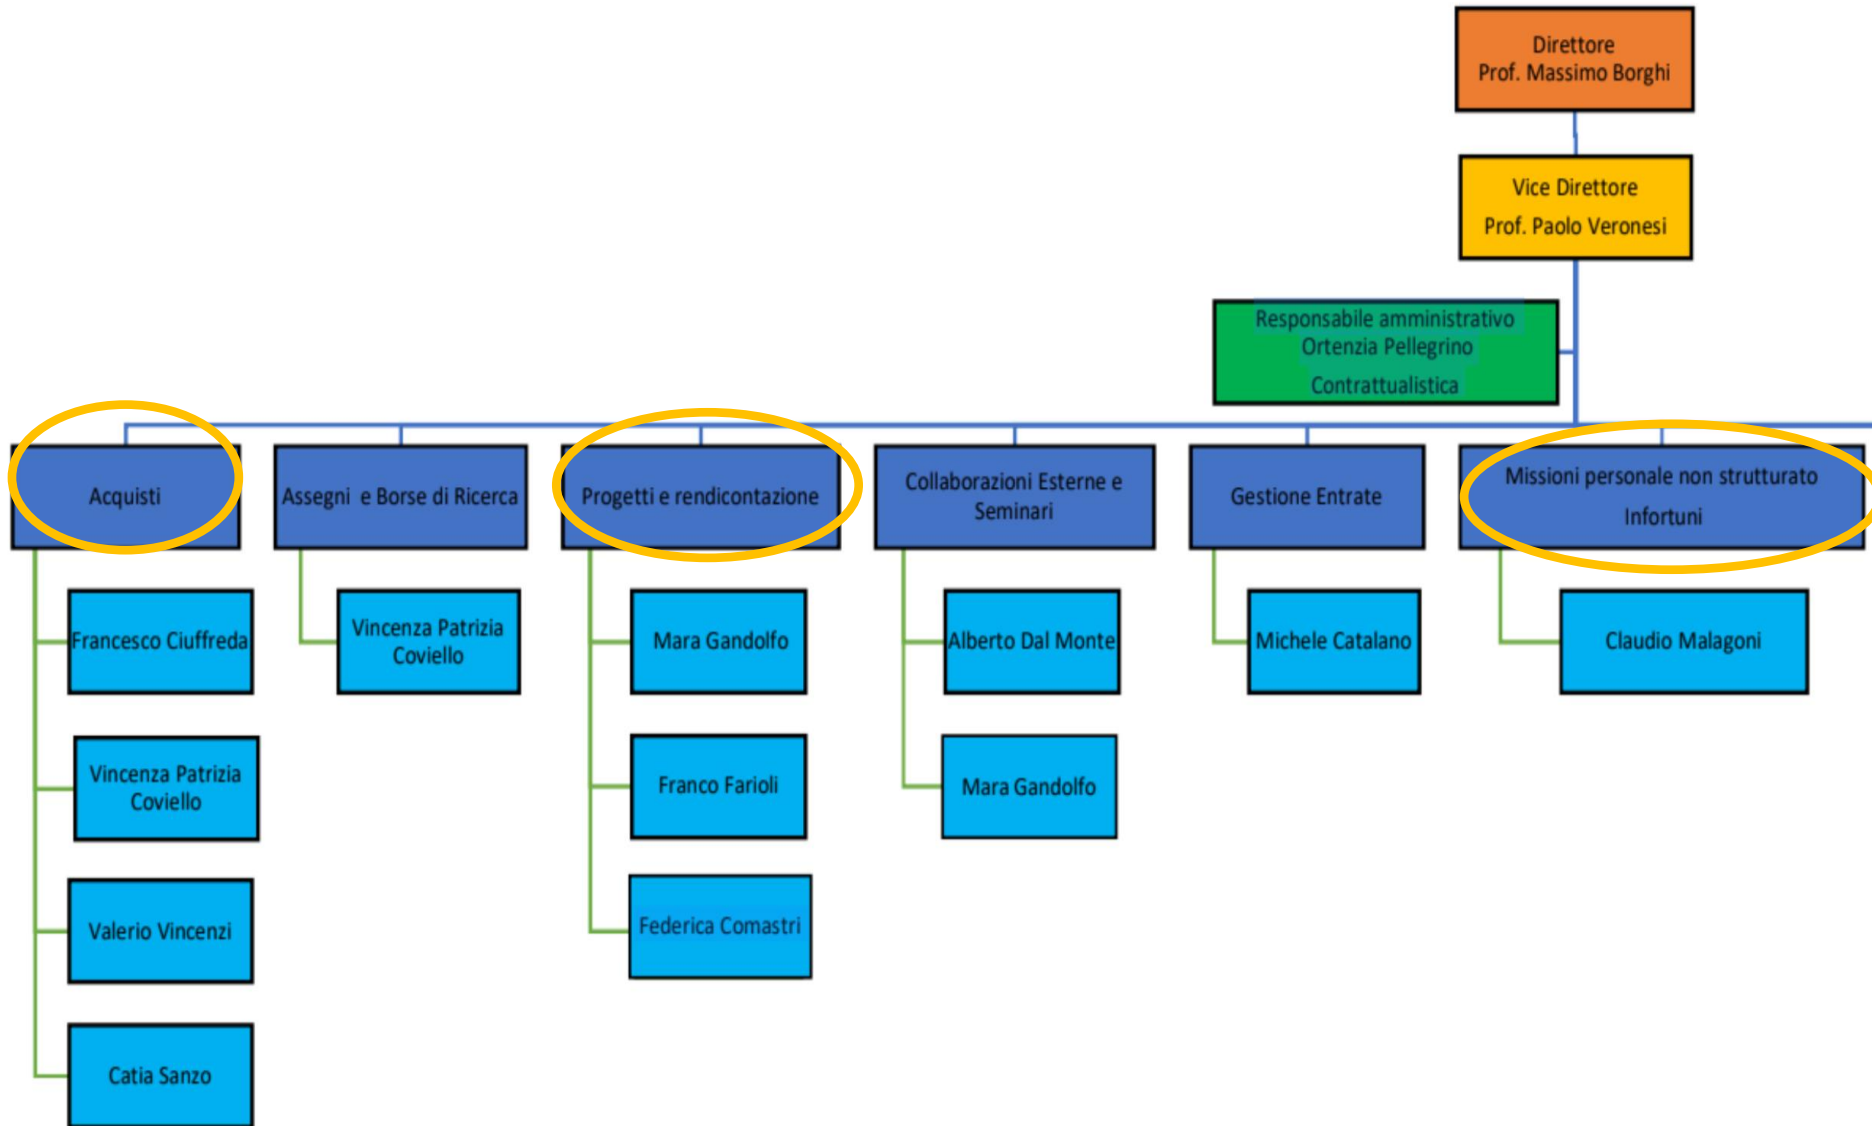 Direttore
Prof. Massimo Borghi
Vice Direttore
Prof. Paolo Veronesi
Responsabile amministrativo
Ortenzia Pellegrino
Contrattualistica
Acquisti
Assegni e Borse di Ricerca
Progetti e rendicontazione
Collaborazioni Esterne e
Seminari
Gestione Entrate
Missioni personale non strutturato
Infortuni
Francesco Ciuffreda
Vincenza Patrizia
Coviello
Valerio Vincenzi
Catia Sanzo
Vincenza Patrizia
Coviello
Mara Gandolfo
Franco Farioli
Federica Comastri
Alberto Dal Monte
Mara Gandolfo
Michele Catalano
Claudio Malagoni